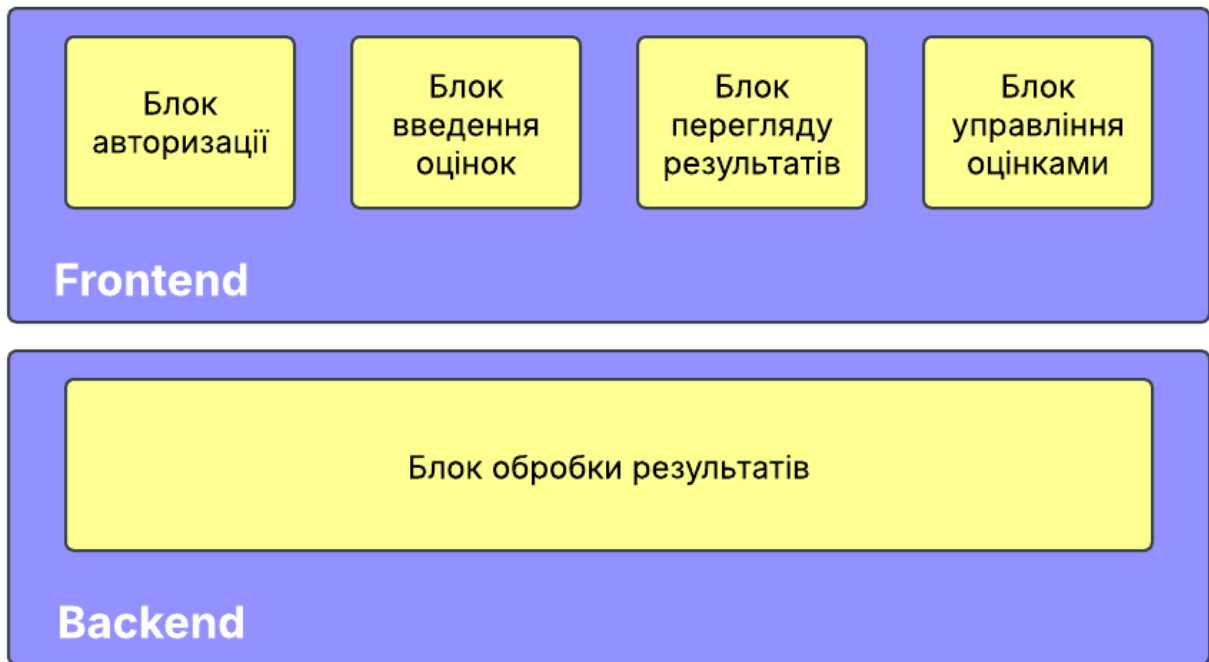 Блок
авторизації
Блок
введення
оцінок
Блок
перегляду
результатів
Блок
управління
оцінками
Frontend
Блок обробки результатів
Backend